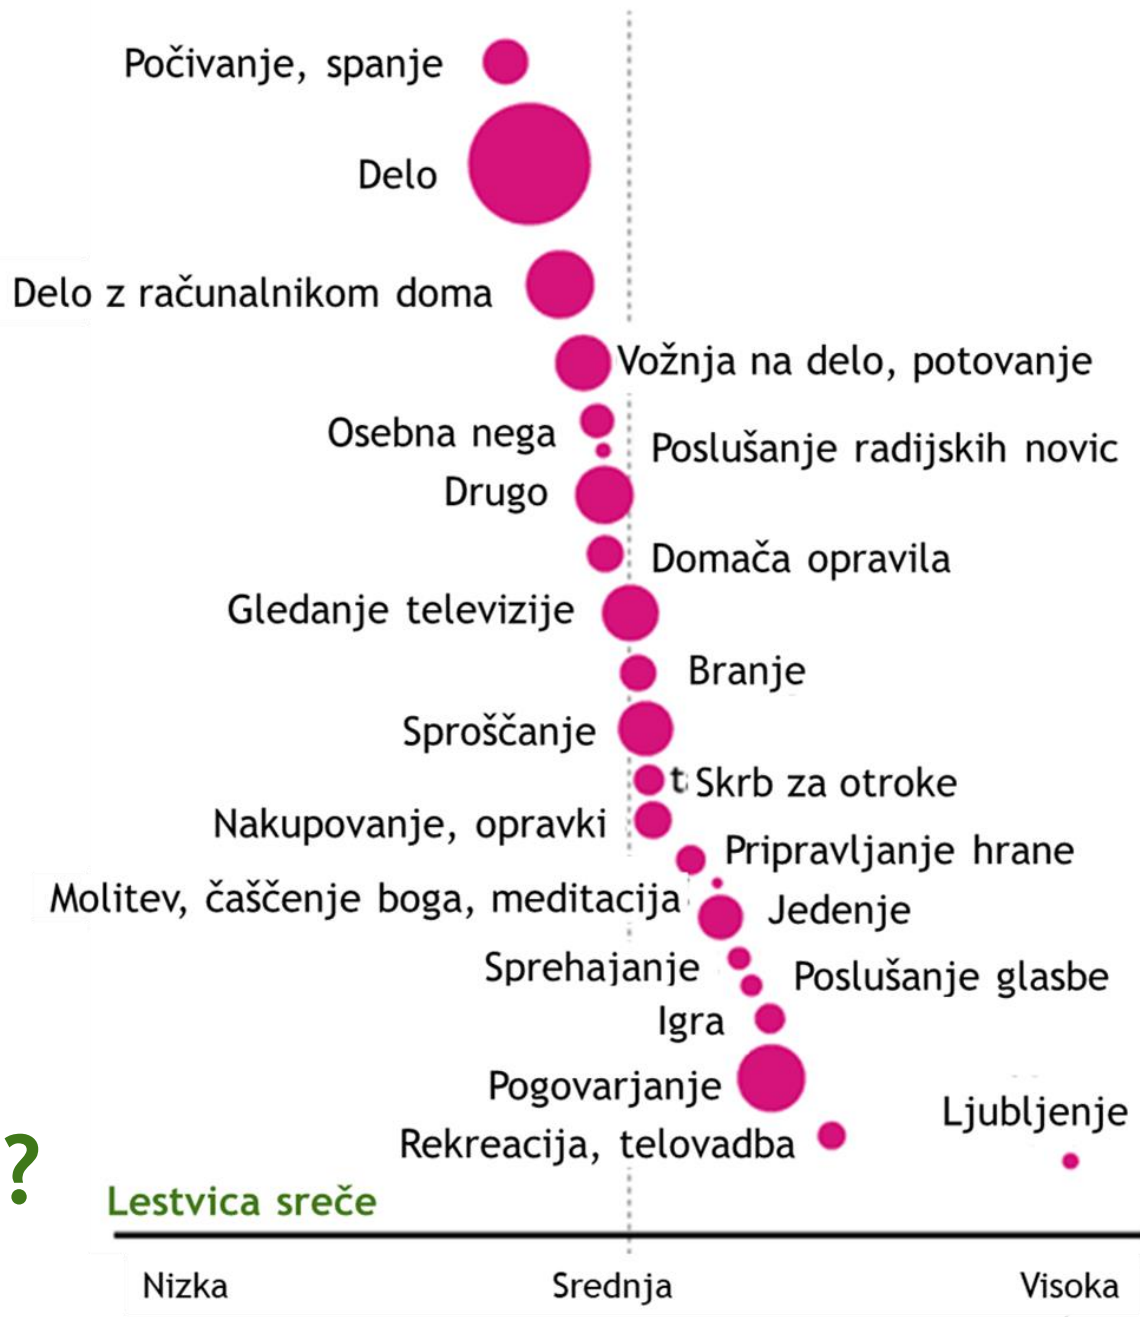 Počivanje, spanje
Delo
Delo z računalnikom doma
Vožnja na delo, potovanje
Osebna nega
Poslušanje radijskih novic
Drugo
Domača opravila
Gledanje televizije
Branje
Sproščanje
t Skrb za otroke
Nakupovanje, opravki
Pripravljanje hrane
Molitev, čaščenje boga, meditacija
Jedenje
Sprehajanje
Poslušanje glasbe
Igra
Pogovarjanje
Ljubljenje
Rekreacija, telovadba
?
Lestvica sreče
Nizka Srednja Visoka